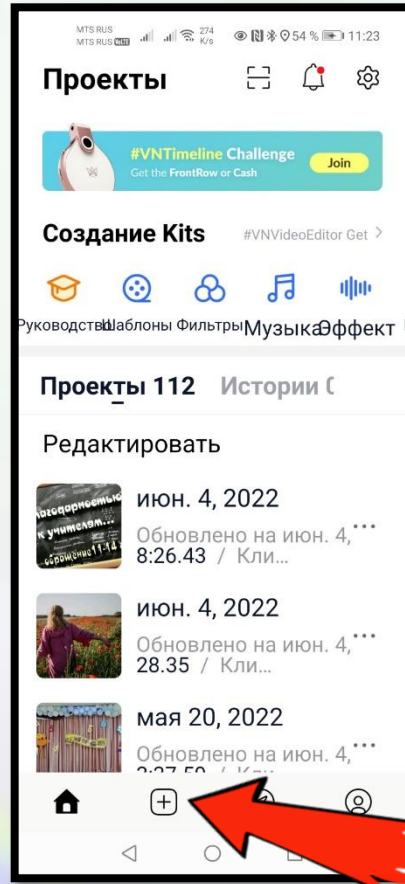 MTS RUS
MTS RUS VoLTE 274 K/s 54 % 11:23
Проекты
#VNTimeline Challenge
Get the FrontRow or Cash
Join
Создание Kits #VNVideoEditor Get >
Руководство Шаблоны Фильтры Музыка Эффект
Проекты 112 Истории
Редактировать
июн. 4, 2022
Обновлено на июн. 4, ...
8:26.43 / Кли...
июн. 4, 2022
Обновлено на июн. 4, ...
28.35 / Кли...
мая 20, 2022
Обновлено на июн. 4, ...